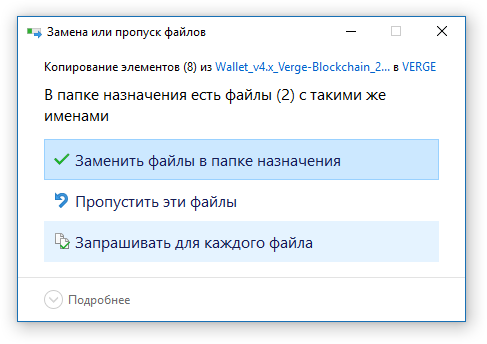 Замена или пропуск файлов
Копирование элементов (8) из Wallet_v4.x_Verge-Blockchain_2... в VERGE
В папке назначения есть файлы (2) с такими же
именами
Заменить файлы в папке назначения
Пропустить эти файлы
Запрашивать для каждого файла
Подробнее